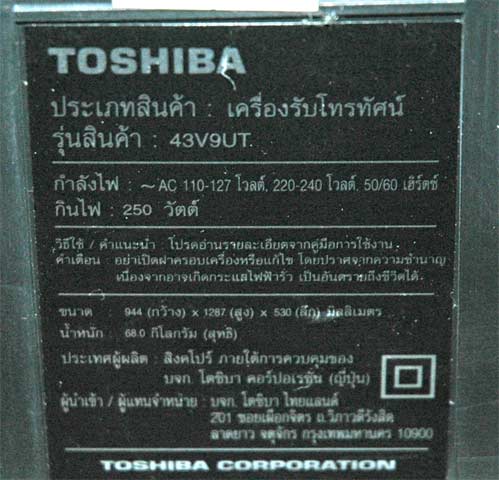 TOSHIBA
ประเภทสินค้า : เครื่องรับโทรทัศน์
รุ่นสินค้า : 43V9UT.
กำลังไฟ : ~AC 110-127 โวลต์, 220-240 โวลต์, 50/60 เฮิร์ตซ์
กินไฟ : 250 วัตต์
วิธีใช้ / คำแนะนำ : โปรดอ่านรายละเอียดจากคู่มือการใช้งาน
คำเตือน : อย่าเปิดฝาครอบเครื่องหรือแก้ไข โดยปราศจากความชำนาญ
เนื่องจากอาจเกิดกระแสไฟฟ้ารั่ว เป็นอันตรายถึงชีวิตได้.
ขนาด : 944 (กว้าง) x 1287 (สูง) x 530 (ลึก) มิลลิเมตร
น้ำหนัก : 68.0 กิโลกรัม (สุทธิ)
ประเทศผู้ผลิต : สิงคโปร์ ภายใต้การควบคุมของ
บจก. โตชิบา คอร์ปอเรชั่น (ญี่ปุ่น)
ผู้นำเข้า / ผู้แทนจำหน่าย : บจก. โตชิบา ไทยแลนด์
201 ซอยเผือกจิตร ถ.วิภาวดีรังสิต
ลาดยาว จตุจักร กรุงเทพมหานคร 10900
TOSHIBA CORPORATION